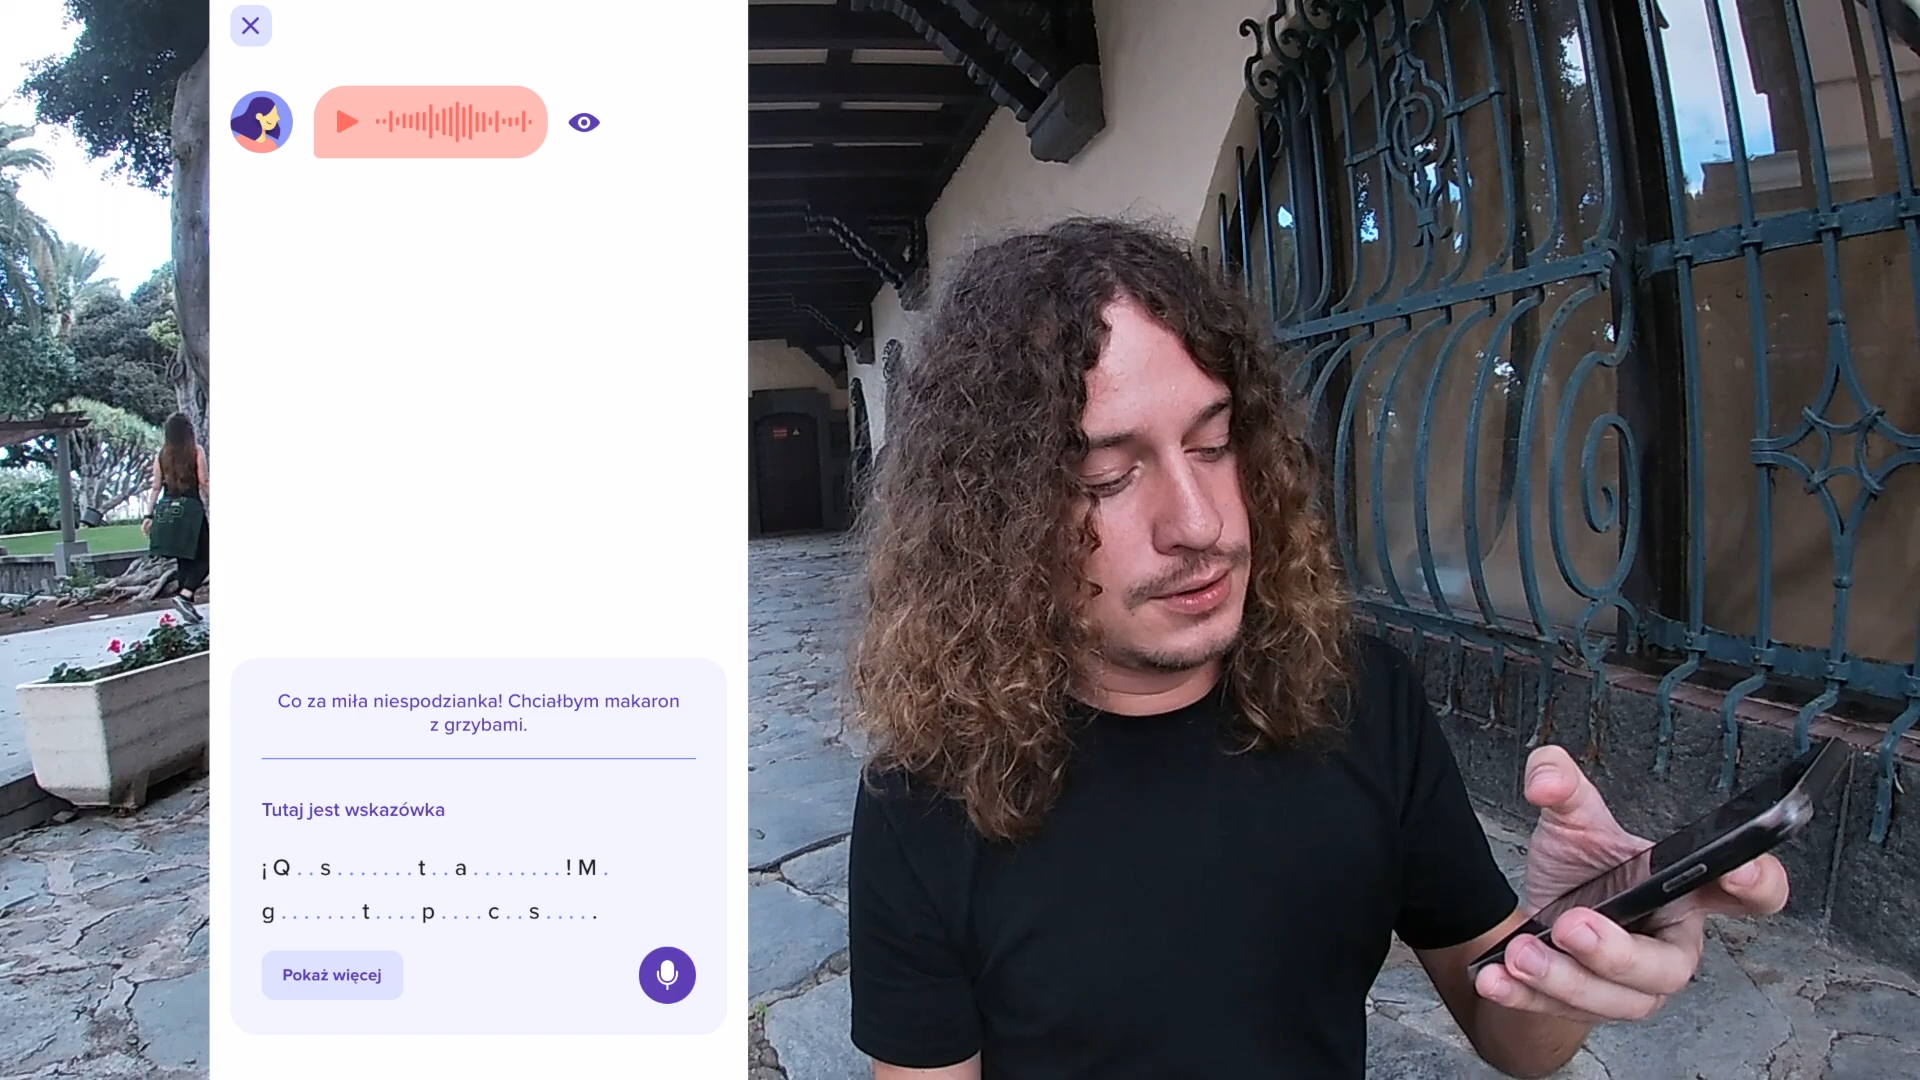 Co za miła niespodzianka! Chciałbym makaron
z grzybami.
Tutaj jest wskazówka
¡Q..s.......t..a........!M.
g.......t....p....c..s.....
Pokaż więcej